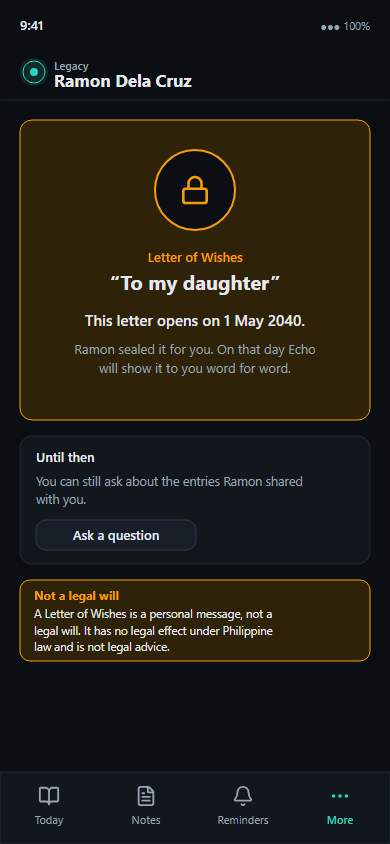 9:41
●●● 100%
Legacy
Ramon Dela Cruz
Letter of Wishes
“To my daughter”
This letter opens on 1 May 2040.
Ramon sealed it for you. On that day Echo
will show it to you word for word.
Until then
You can still ask about the entries Ramon shared
with you.
Ask a question
Not a legal will
A Letter of Wishes is a personal message, not a
legal will. It has no legal effect under Philippine
law and is not legal advice.
Today
Notes
Reminders
More